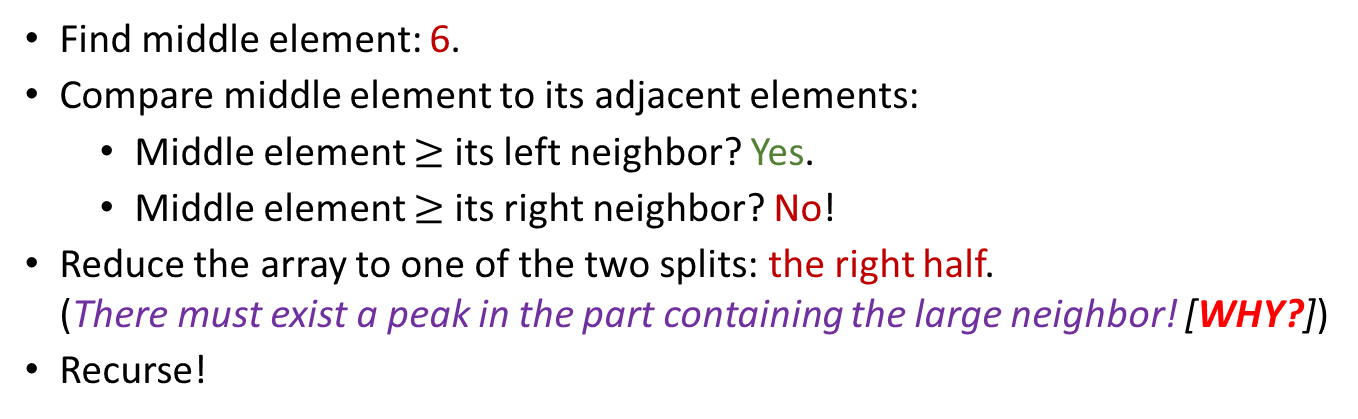 • Find middle element: 6.
• Compare middle element to its adjacent elements:
• Middle element ≥ its left neighbor? Yes.
• Middle element ≥ its right neighbor? No!
• Reduce the array to one of the two splits: the right half.
(There must exist a peak in the part containing the large neighbor! [WHY?])
• Recurse!